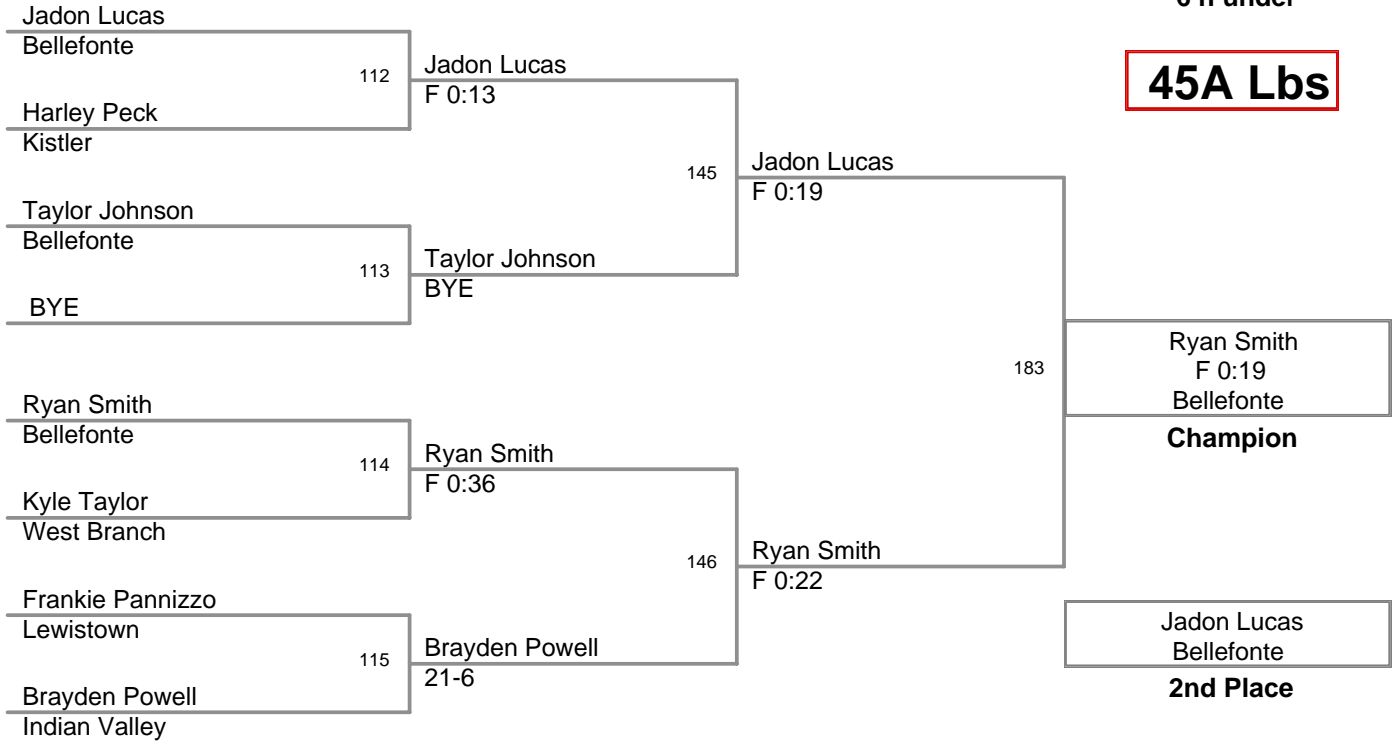 6 n under
45A Lbs
Jadon Lucas
Bellefonte
112
Harley Peck
Kistler
Jadon Lucas
F 0:13
Taylor Johnson
Bellefonte
113
BYE
Taylor Johnson
BYE
145
Jadon Lucas
F 0:19
Ryan Smith
Bellefonte
114
Kyle Taylor
West Branch
Ryan Smith
F 0:36
Frankie Pannizzo
Lewistown
115
Brayden Powell
Indian Valley
Brayden Powell
21-6
146
Ryan Smith
F 0:22
183
Ryan Smith
F 0:19
Bellefonte
Champion
Jadon Lucas
Bellefonte
2nd Place